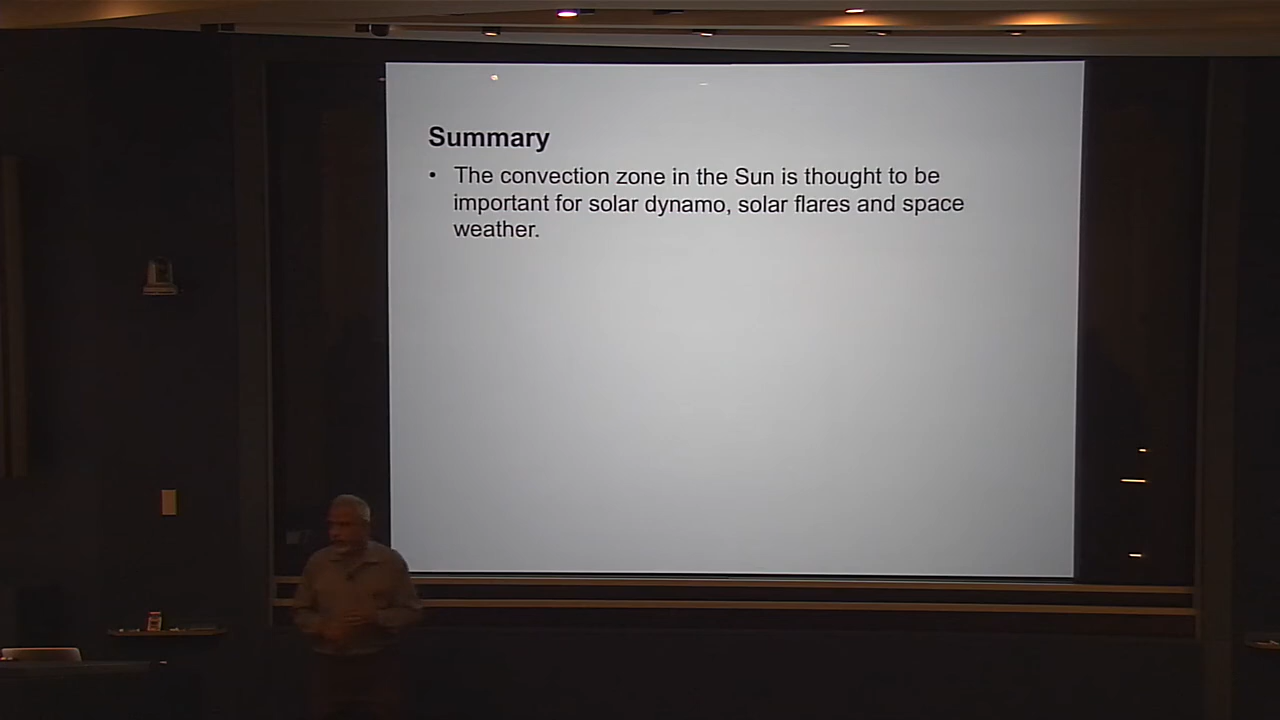 Summary
• The convection zone in the Sun is thought to be
important for solar dynamo, solar flares and space
weather.